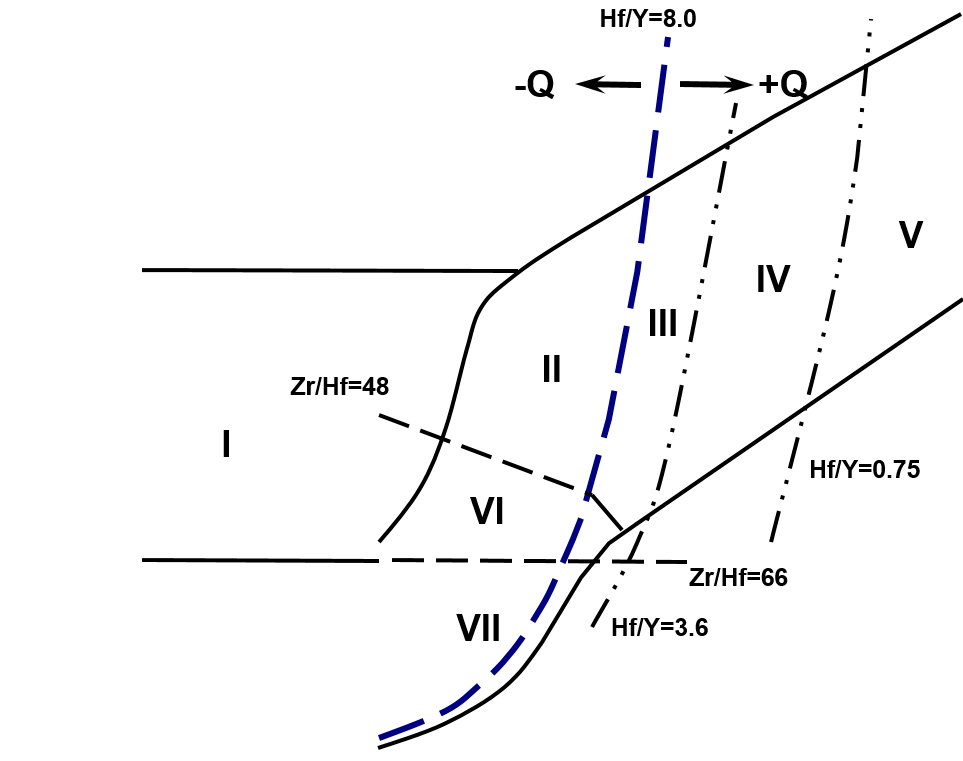 Hf/Y=8.0
-Q
+Q
V
IV
III
II
Zr/Hf=48
I
Hf/Y=0.75
VI
Zr/Hf=66
VII
Hf/Y=3.6